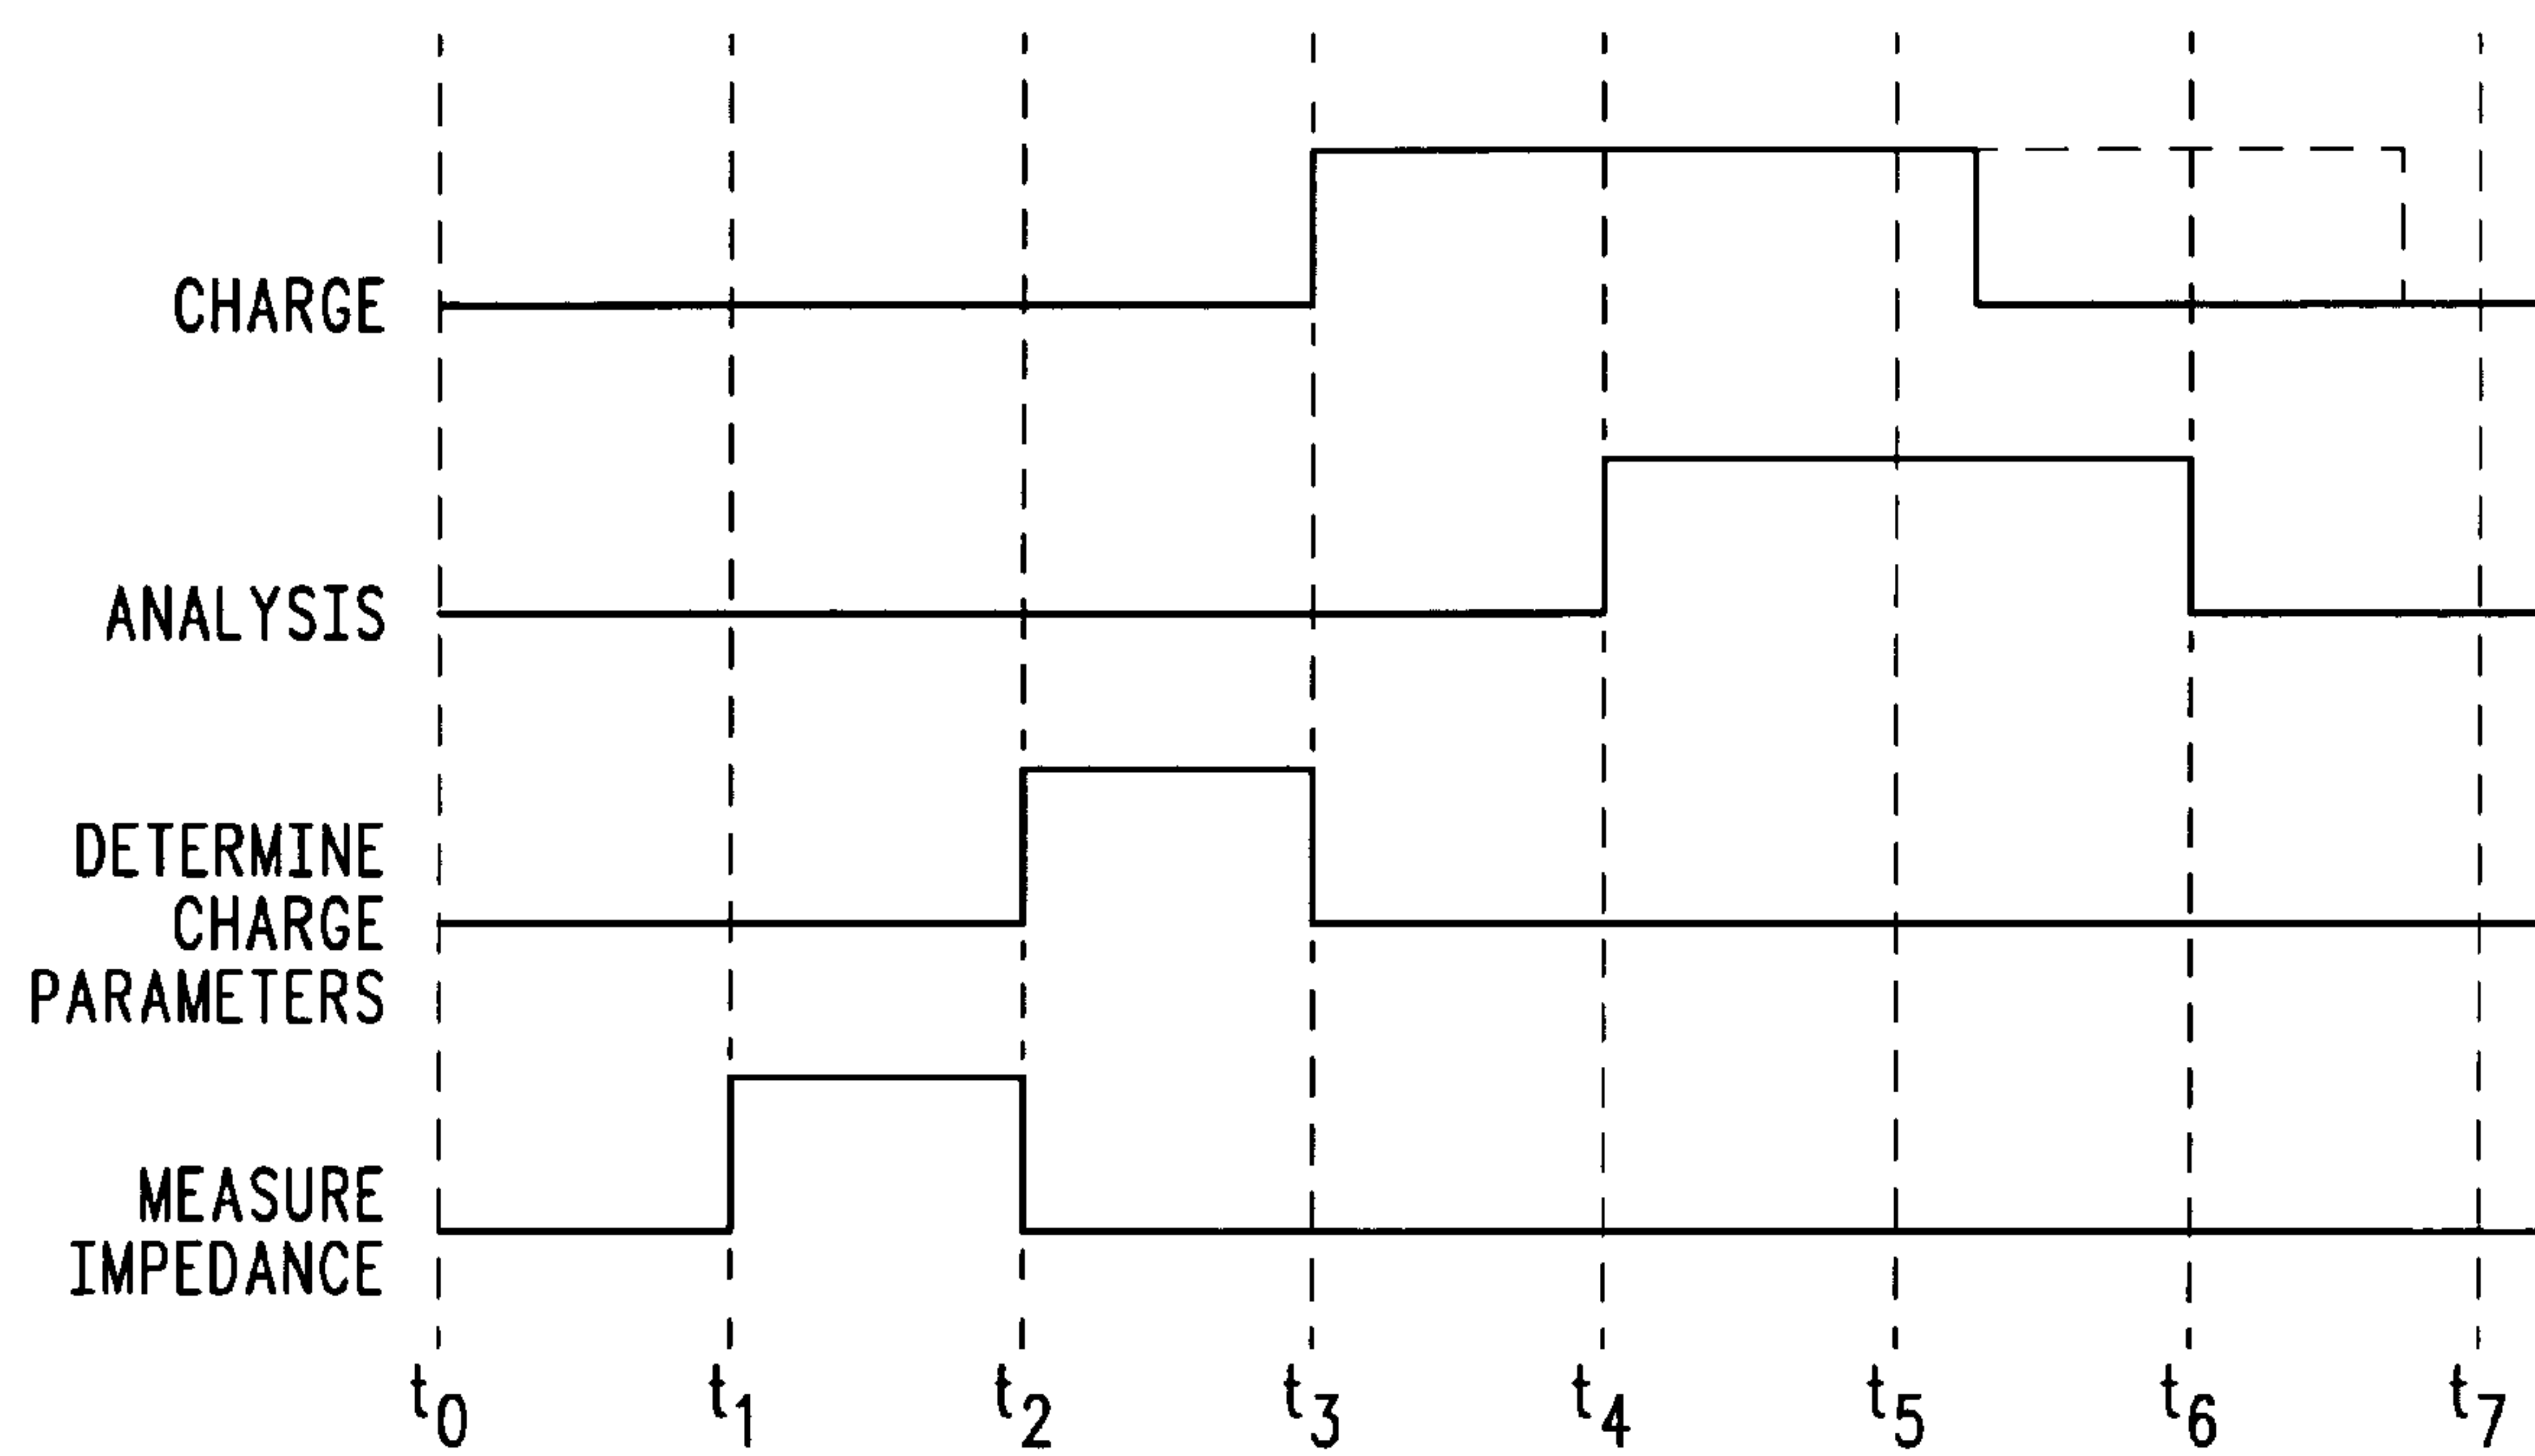 CHARGE
ANALYSIS
DETERMINE
CHARGE
PARAMETERS
MEASURE
IMPEDANCE
t0 t1 t2 t3 t4 t5 t6 t7